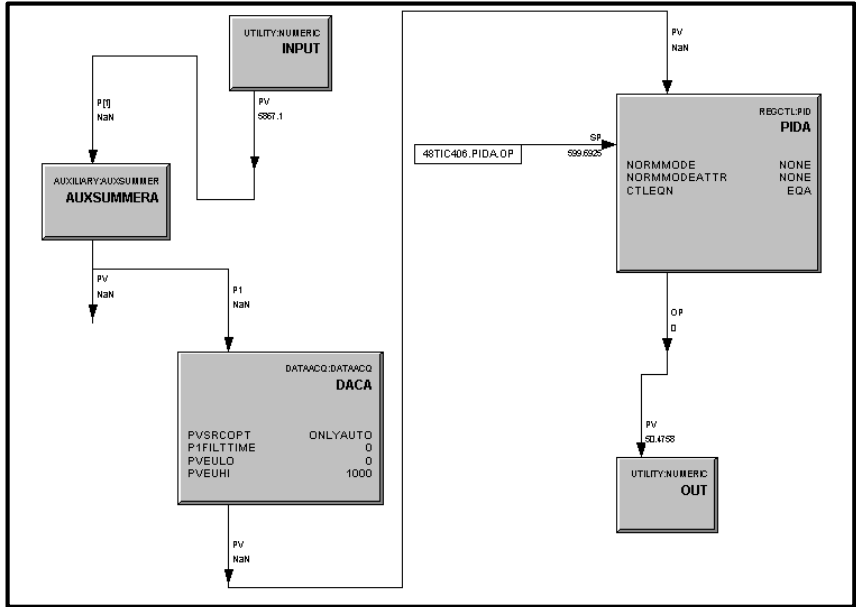 UTILITY:NUMERIC
INPUT
PV
5867.1
P[1]
NaN
AUXILIARY:AUXSUMMER
AUXSUMMERA
PV
NaN
P1
NaN
DATAACQ:DATAACQ
DACA
PVSRCOPT ONLYAUTO
P1FILTTIME 0
PVEULO 0
PVEUHI 1000
PV
NaN
PV
NaN
48TIC406.PIDA.OP
SP
599.6925
REGCTL:PID
PIDA
NORMMODE NONE
NORMMODEATTR NONE
CTLEQN EQA
OP
0
PV
50.4758
UTILITY:NUMERIC
OUT